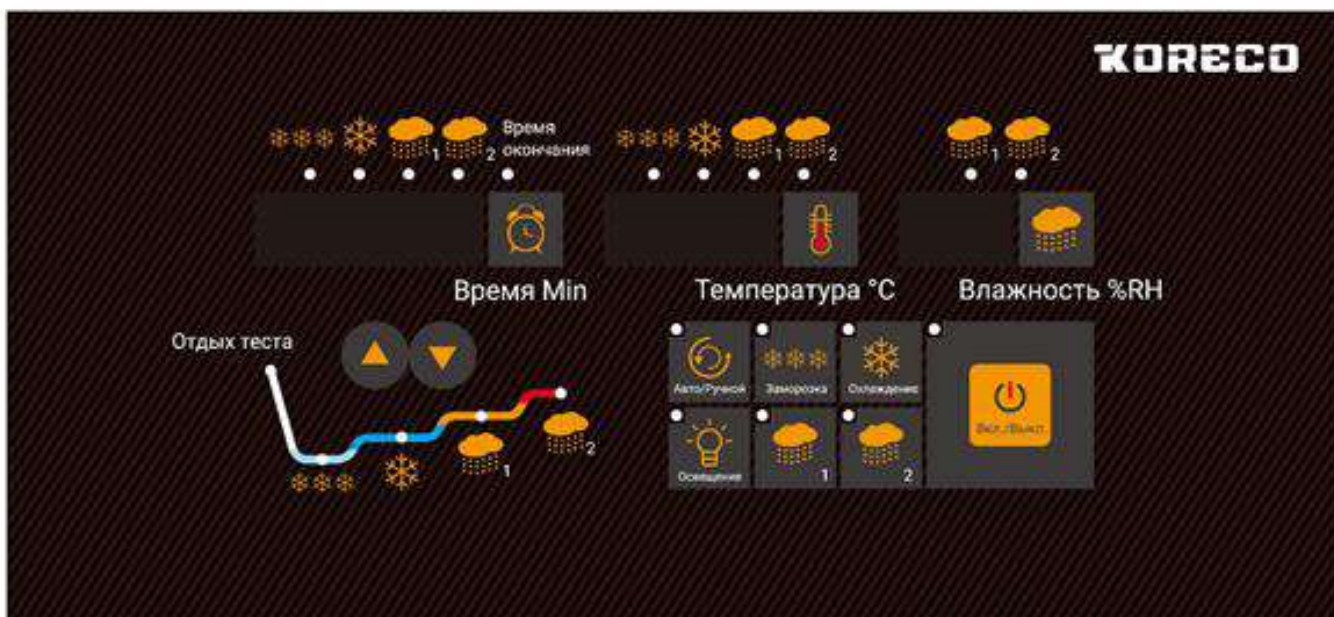 KORECO
Время
окончания
1
2
1
2
1
2
Время Min
Температура °C
Влажность %RH
Отдых теста
Авто/Ручной
Заморозка
Охлаждение
Вкл./Выкл
1
2
Освещение
1
2